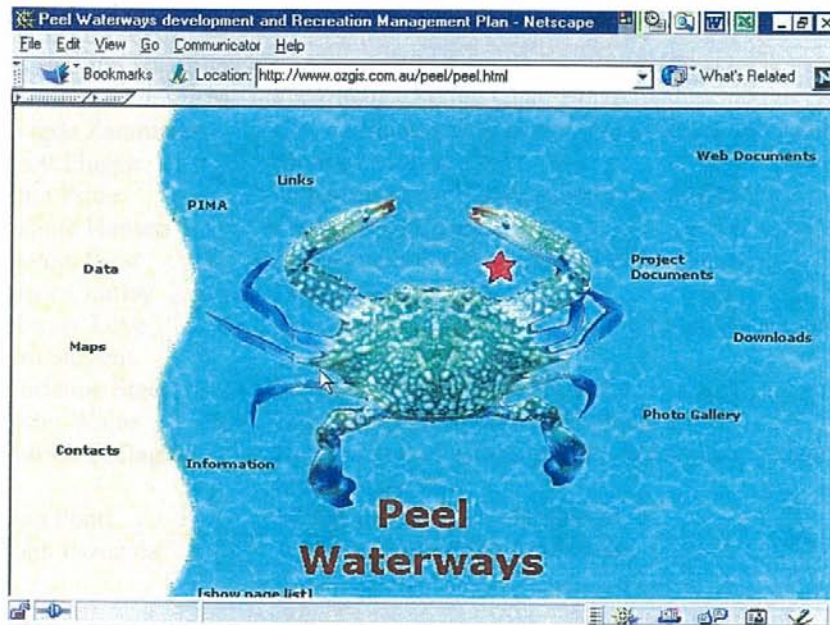 Peel Waterways development and Recreation Management Plan - Netscape
File Edit View Go Communicator Help
Bookmarks Location: http://www.ozgis.com.au/peel/peel.html What's Related N
Web Documents
Links
PIMA
Data
Project
Documents
Maps
Downloads
Photo Gallery
Contacts
Information
Peel
Waterways
[show page list]